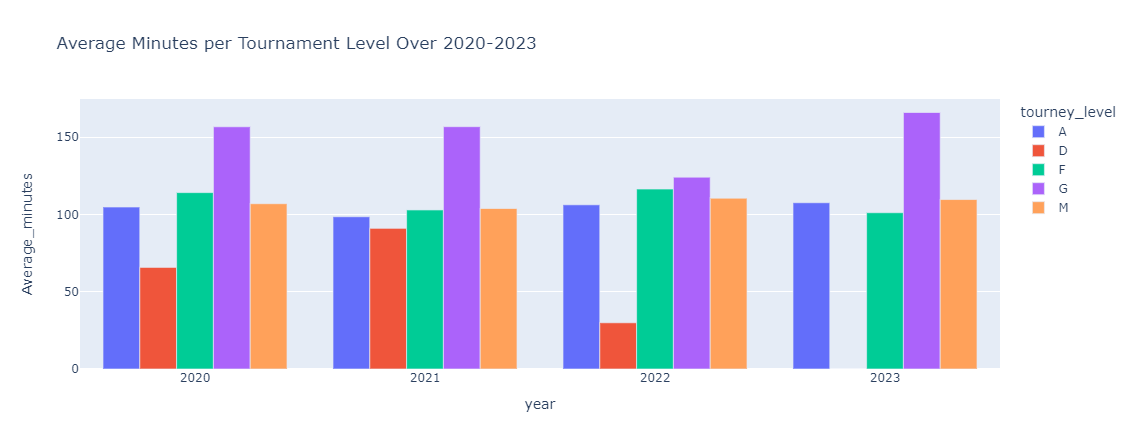 Average Minutes per Tournament Level Over 2020-2023
Average_minutes
150
100
50
0
2020
2021
2022
2023
year
tourney_level
A
D
F
G
M